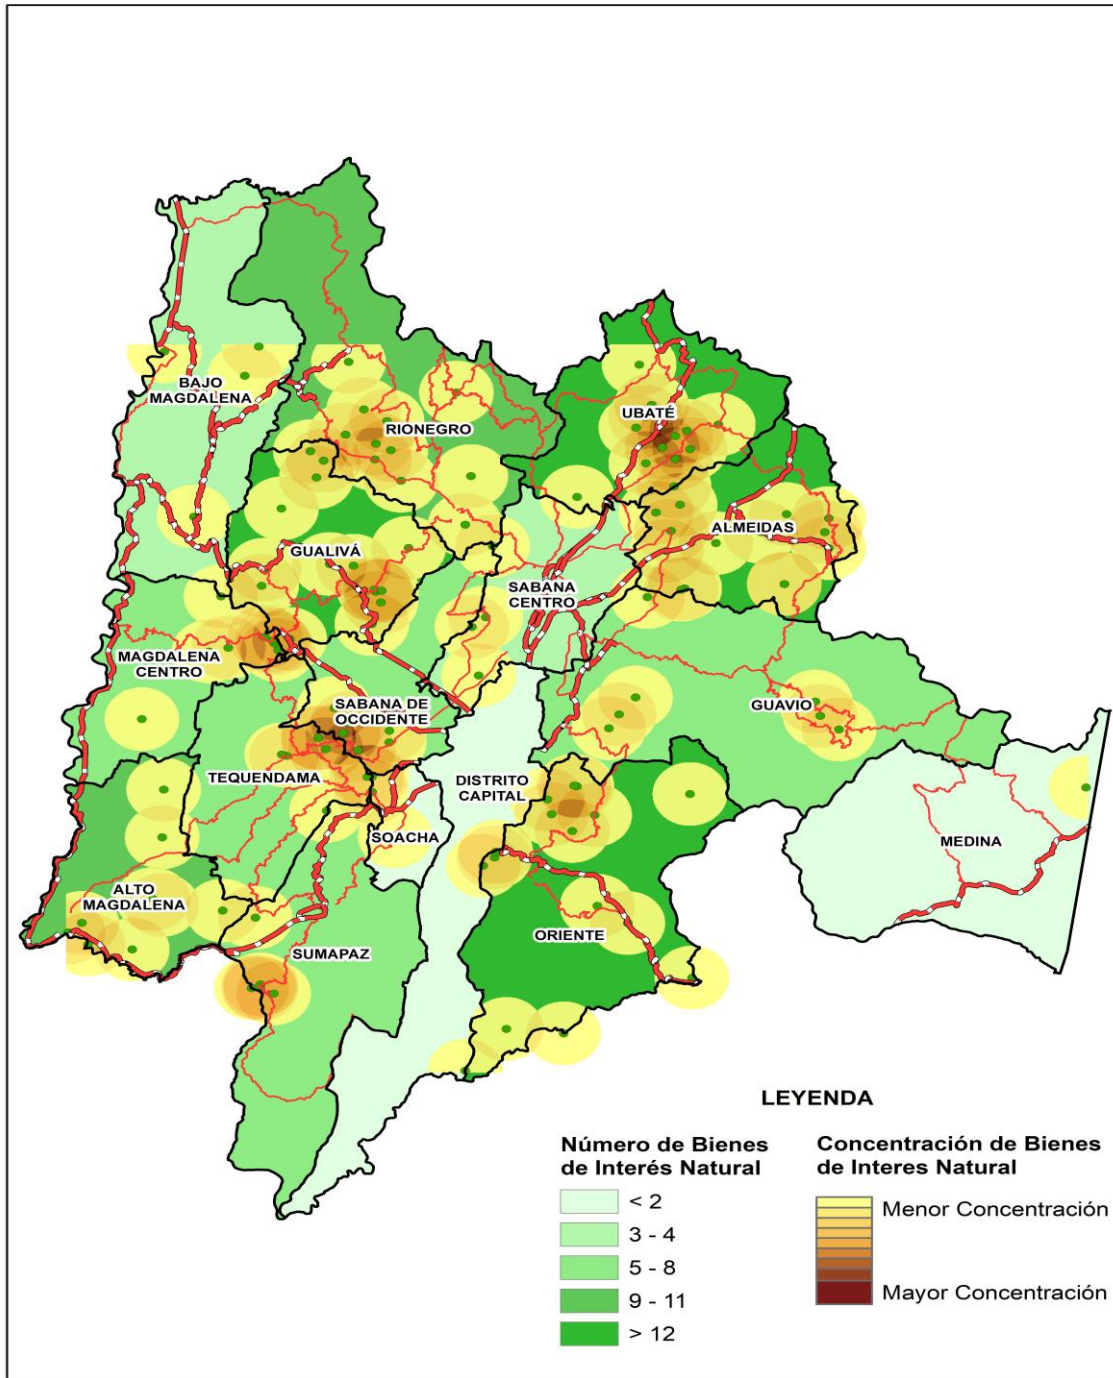 BAJO
MAGDALENA
RIONEGRO
UBATÉ
ALMEIDAS
GUALIVÁ
SABANA
CENTRO
MAGDALENA
CENTRO
SABANA DE
OCCIDENTE
GUAVIO
TEQUENDAMA
DISTRITO
CAPITAL
SOACHA
MEDINA
ALTO
MAGDALENA
ORIENTE
SUMAPAZ
LEYENDA
Número de Bienes
de Interés Natural
< 2
3 - 4
5 - 8
9 - 11
> 12
Concentración de Bienes
de Interes Natural
Menor Concentración
Mayor Concentración